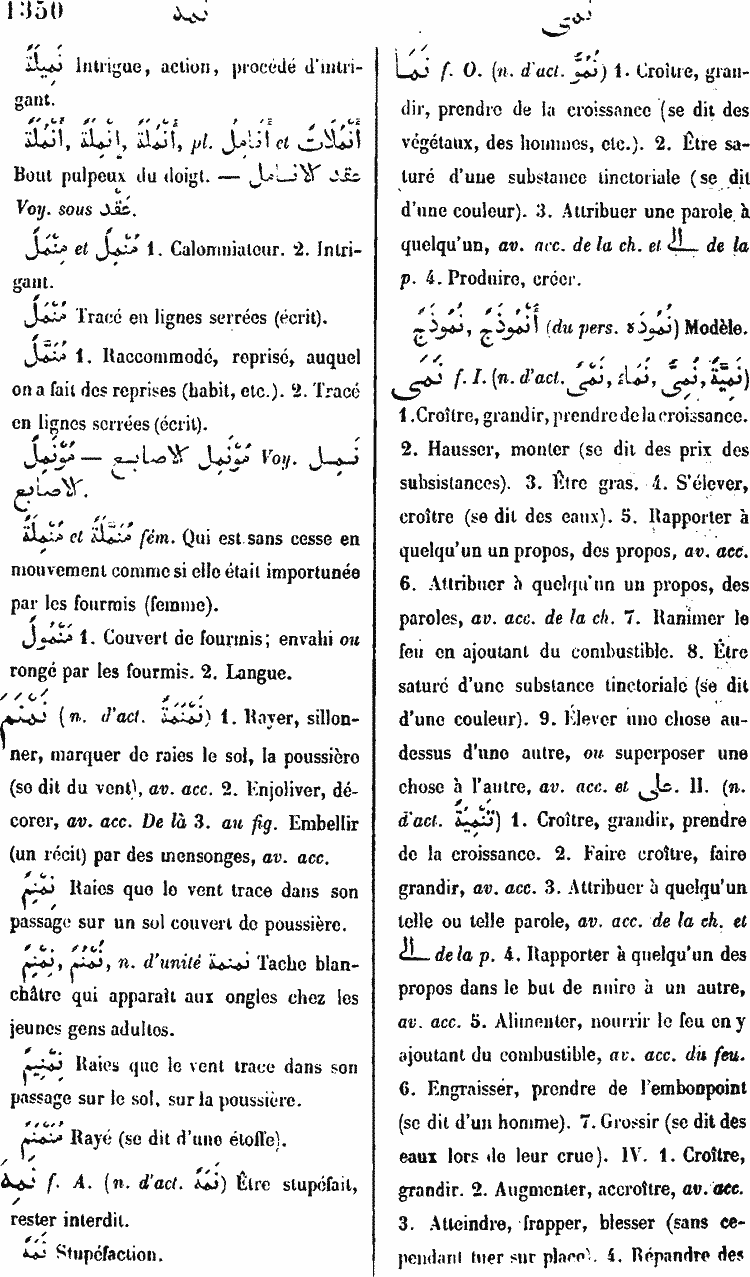 1350 نمه نمى
نَمِيلَةٌ Intrigue, action, procédé d'intri-
gant.
أَنْمُلَةٌ, أَنْمَلَةٌ, إِنْمِلَةٌ, أُنْمُلَةٌ, pl. أَنَامِلُ et أَنْمُلَاتٌ
Bout pulpeux du doigt. — عقد الانامل
Voy. sous عَقَدَ.
مُنْمِلٌ et مِنْمَلٌ 1. Calomniateur. 2. Intri-
gant.
مُنْمَلٌ Tracé en lignes serrées (écrit).
مُنَمَّلٌ 1. Raccommodé, reprisé, auquel
on a fait des reprises (habit, etc.). 2. Tracé
en lignes serrées (écrit).
مُؤَنْمَلٌ — مُؤَنْمَل الاصابع Voy. نَمِل
الاصابع.
مُنَمِّلَةٌ et مُنَمَّلَةٌ fém. Qui est sans cesse en
mouvement comme si elle était importunée
par les fourmis (femme).
مَنْمُولٌ 1. Couvert de fourmis; envahi ou
rongé par les fourmis. 2. Langue.
نَمْنَمَ (n. d'act. نَمْنَمَةٌ) 1. Rayer, sillon-
ner, marquer de raies le sol, la poussière
(se dit du vent), av. acc. 2. Enjoliver, dé-
corer, av. acc. De là 3. au fig. Embellir
(un récit) par des mensonges, av. acc.
نِمْنِمٌ Raies que le vent trace dans son
passage sur un sol couvert de poussière.
نِمْنِمٌ, نُمْنُمٌ, n. d'unité نمنمة Tache blan-
châtre qui apparaît aux ongles chez les
jeunes gens adultes.
نِمْنِيمٌ Raies que le vent trace dans son
passage sur le sol, sur la poussière.
مُنَمْنَمٌ Rayé (se dit d'une étoffe).
نَمِهَ f. A. (n. d'act. نَمَهٌ) Être stupéfait,
rester interdit.
نَمَهٌ Stupéfaction.
نَمَا f. O. (n. d'act. نُمُوٌّ) 1. Croître, gran-
dir, prendre de la croissance (se dit des
végétaux, des hommes, etc.). 2. Être sa-
turé d'une substance tinctoriale (se dit
d'une couleur). 3. Attribuer une parole à
quelqu'un, av. acc. de la ch. et الى de la
p. 4. Produire, créer.
نَمُوذَجٌ, أُنْمُوذَجٌ (du pers. نموذه) Modèle.
نَمَى f. I. (n. d'act. نَمْىٌ, نَمَاءٌ, نُمِىٌّ, نَمِيَّةٌ)
1. Croître, grandir, prendre de la croissance.
2. Hausser, monter (se dit des prix des
subsistances). 3. Être gras. 4. S'élever,
croître (se dit des eaux). 5. Rapporter à
quelqu'un un propos, des propos, av. acc.
6. Attribuer à quelqu'un un propos, des
paroles, av. acc. de la ch. 7. Ranimer le
feu en ajoutant du combustible. 8. Être
saturé d'une substance tinctoriale (se dit
d'une couleur). 9. Élever une chose au-
dessus d'une autre, ou superposer une
chose à l'autre, av. acc. et على. II. (n.
d'act. تَنْمِيَةٌ) 1. Croître, grandir, prendre
de la croissance. 2. Faire croître, faire
grandir, av. acc. 3. Attribuer à quelqu'un
telle ou telle parole, av. acc. de la ch. et
الى de la p. 4. Rapporter à quelqu'un des
propos dans le but de nuire à un autre,
av. acc. 5. Alimenter, nourrir le feu en y
ajoutant du combustible, av. acc. du feu.
6. Engraisser, prendre de l'embonpoint
(se dit d'un homme). 7. Grossir (se dit des
eaux lors de leur crue). IV. 1. Croître,
grandir. 2. Augmenter, accroître, av. acc.
3. Atteindre, frapper, blesser (sans ce-
pendant tuer sur place). 4. Répandre des